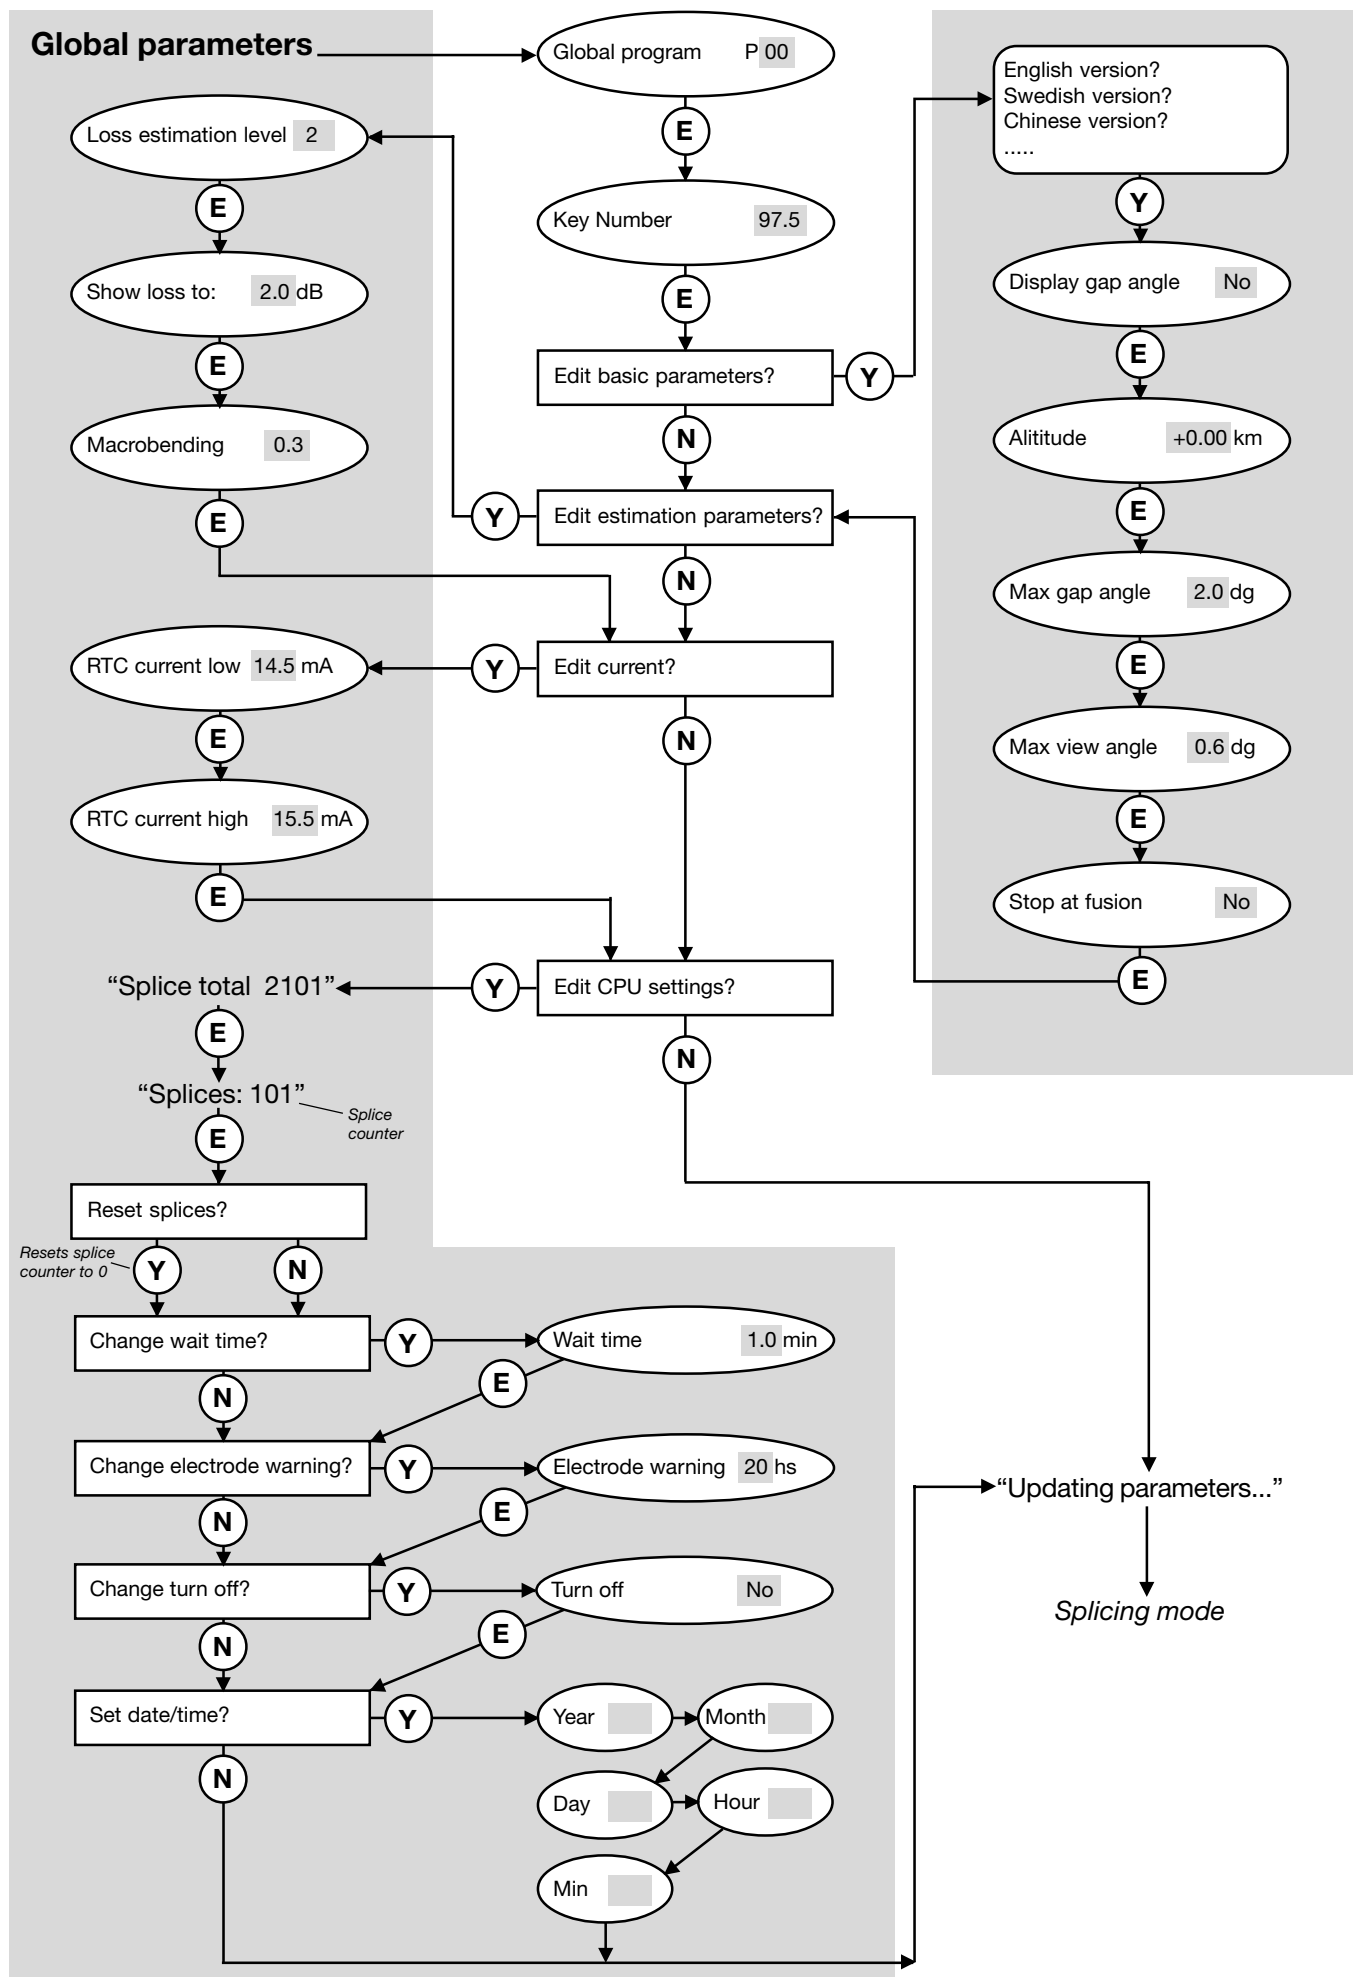 Global parameters
Global program P 00
E
Key Number 97.5
E
Edit basic parameters?
Y
N
English version?
Swedish version?
Chinese version?
.....
Y
Display gap angle No
E
Alititude +0.00 km
E
Max gap angle 2.0 dg
E
Max view angle 0.6 dg
E
Stop at fusion No
E
Edit estimation parameters?
Y
N
Loss estimation level 2
E
Show loss to: 2.0 dB
E
Macrobending 0.3
E
Edit current?
Y
N
RTC current low 14.5 mA
E
RTC current high 15.5 mA
E
Edit CPU settings?
Y
N
“Splice total 2101”
E
“Splices: 101”
Splice
counter
E
Reset splices?
Resets splice
counter to 0
Y
N
Change wait time?
Y
Wait time 1.0 min
E
N
Change electrode warning?
Y
Electrode warning 20 hs
E
N
Change turn off?
Y
Turn off No
E
N
Set date/time?
Y
Year
Month
Day
Hour
Min
N
“Updating parameters...”
Splicing mode